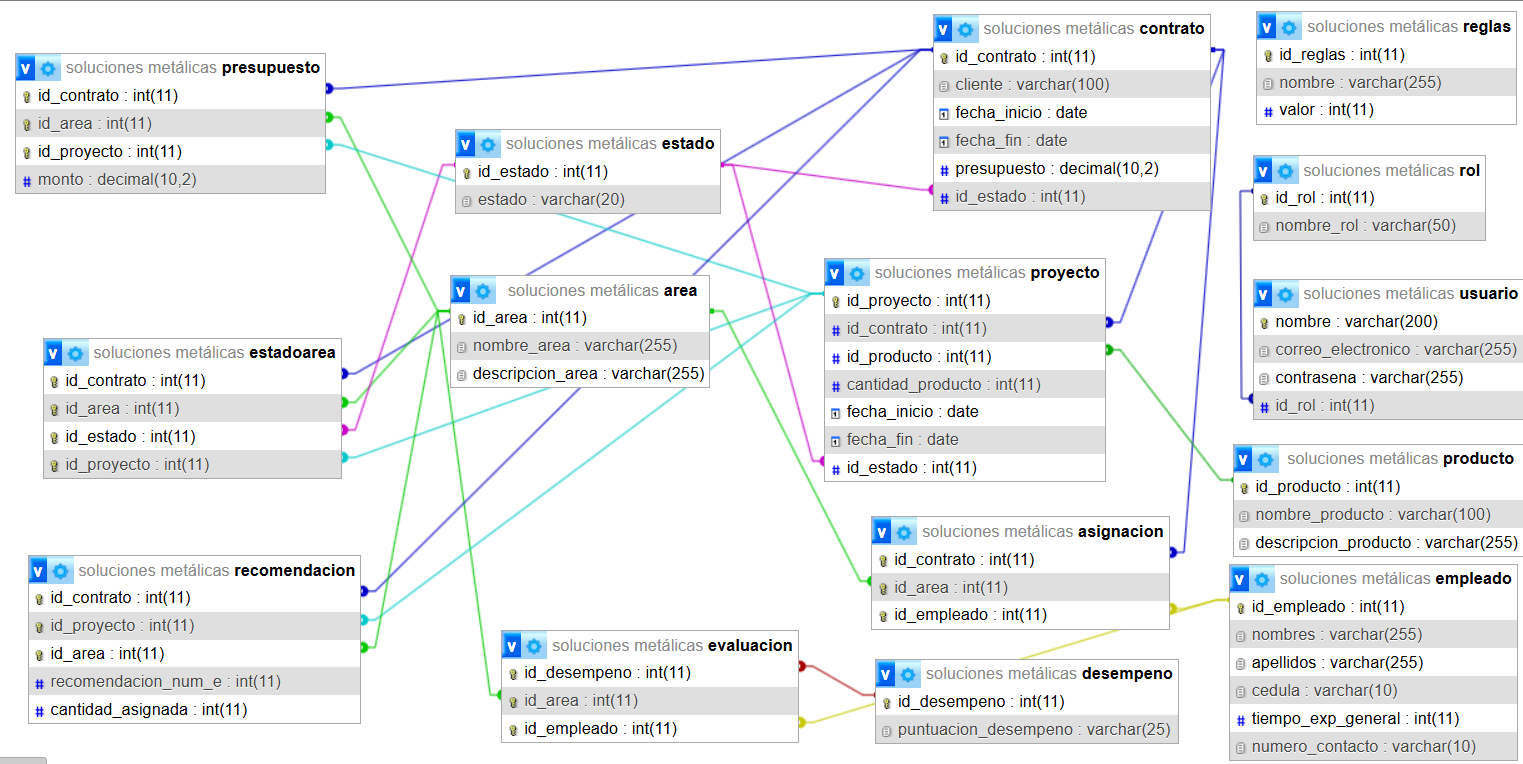 soluciones metálicas presupuesto
id_contrato : int(11)
id_area : int(11)
id_proyecto : int(11)
monto : decimal(10,2)
soluciones metálicas estado
id_estado : int(11)
estado : varchar(20)
soluciones metálicas contrato
id_contrato : int(11)
cliente : varchar(100)
fecha_inicio : date
fecha_fin : date
presupuesto : decimal(10,2)
id_estado : int(11)
soluciones metálicas reglas
id_reglas : int(11)
nombre : varchar(255)
valor : int(11)
soluciones metálicas rol
id_rol : int(11)
nombre_rol : varchar(50)
soluciones metálicas estadoarea
id_contrato : int(11)
id_area : int(11)
id_estado : int(11)
id_proyecto : int(11)
soluciones metálicas area
id_area : int(11)
nombre_area : varchar(255)
descripcion_area : varchar(255)
soluciones metálicas proyecto
id_proyecto : int(11)
id_contrato : int(11)
id_producto : int(11)
cantidad_producto : int(11)
fecha_inicio : date
fecha_fin : date
id_estado : int(11)
soluciones metálicas usuario
nombre : varchar(200)
correo_electronico : varchar(255)
contrasena : varchar(255)
id_rol : int(11)
soluciones metálicas producto
id_producto : int(11)
nombre_producto : varchar(100)
descripcion_producto : varchar(255)
soluciones metálicas recomendacion
id_contrato : int(11)
id_proyecto : int(11)
id_area : int(11)
recomendacion_num_e : int(11)
cantidad_asignada : int(11)
soluciones metálicas evaluacion
id_desempeno : int(11)
id_area : int(11)
id_empleado : int(11)
soluciones metálicas asignacion
id_contrato : int(11)
id_area : int(11)
id_empleado : int(11)
soluciones metálicas desempeno
id_desempeno : int(11)
puntuacion_desempeno : varchar(25)
soluciones metálicas empleado
id_empleado : int(11)
nombres : varchar(255)
apellidos : varchar(255)
cedula : varchar(10)
tiempo_exp_general : int(11)
numero_contacto : varchar(10)